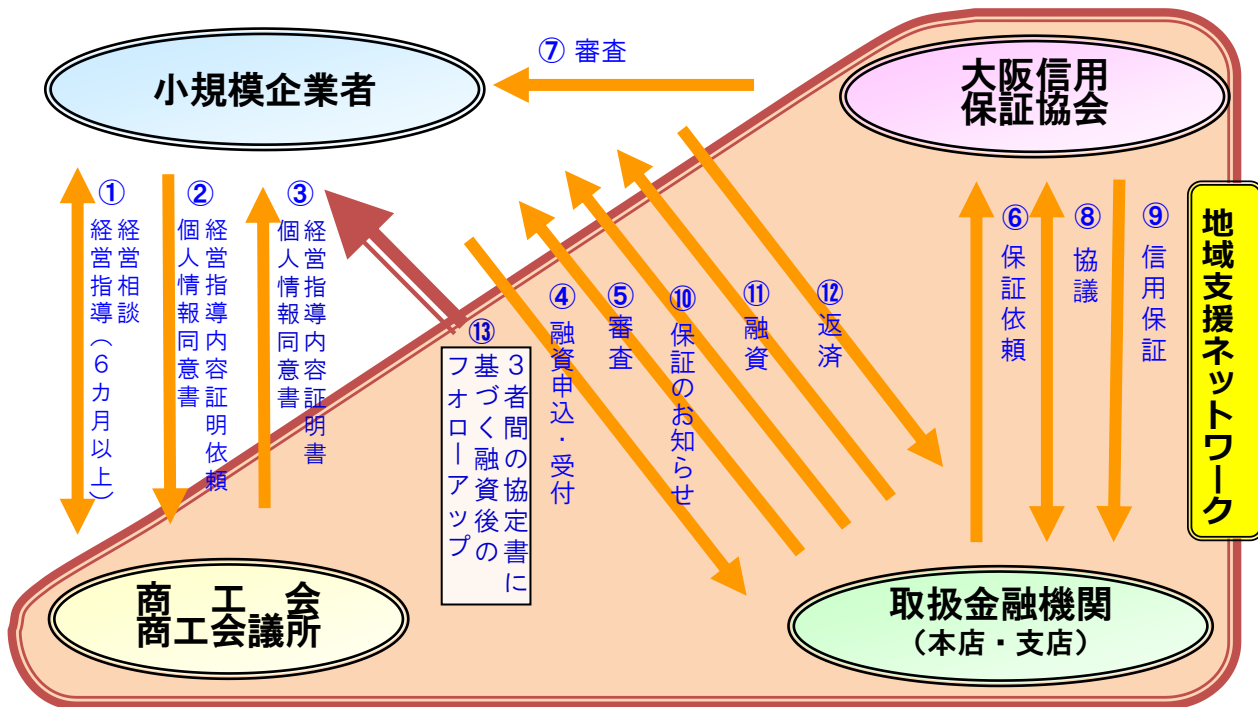 小規模企業者
⑦ 審査
大阪信用
保証協会
①
経営相談
経営指導（６カ月以上）
②
経営指導内容証明依頼
個人情報同意書
③
経営指導内容証明書
個人情報同意書
⑬
３者間の協定書に
基づく融資後の
フォローアップ
④
融資申込・受付
⑤
審査
⑩
保証のお知らせ
⑪
融資
⑫
返済
⑥
保証依頼
⑧
協議
⑨
信用保証
地域支援ネットワーク
商　工　会
商工会議所
取扱金融機関
（本店・支店）